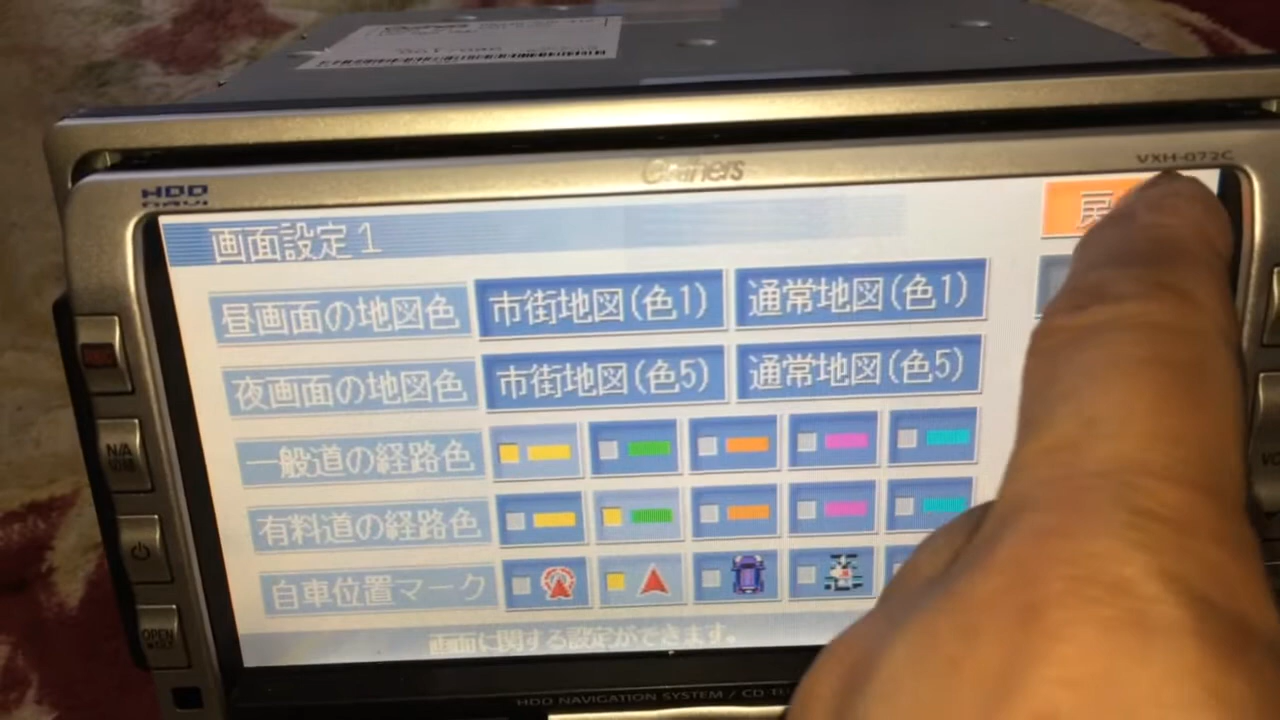 Gathers
VXH-072C
HDD
NAVI
画面設定1
昼画面の地図色
市街地図(色1)
通常地図(色1)
夜画面の地図色
市街地図(色5)
通常地図(色5)
一般道の経路色
有料道の経路色
自車位置マーク
画面に関する設定ができます。
N/A
OPEN
HDD NAVIGATION SYSTEM / CD